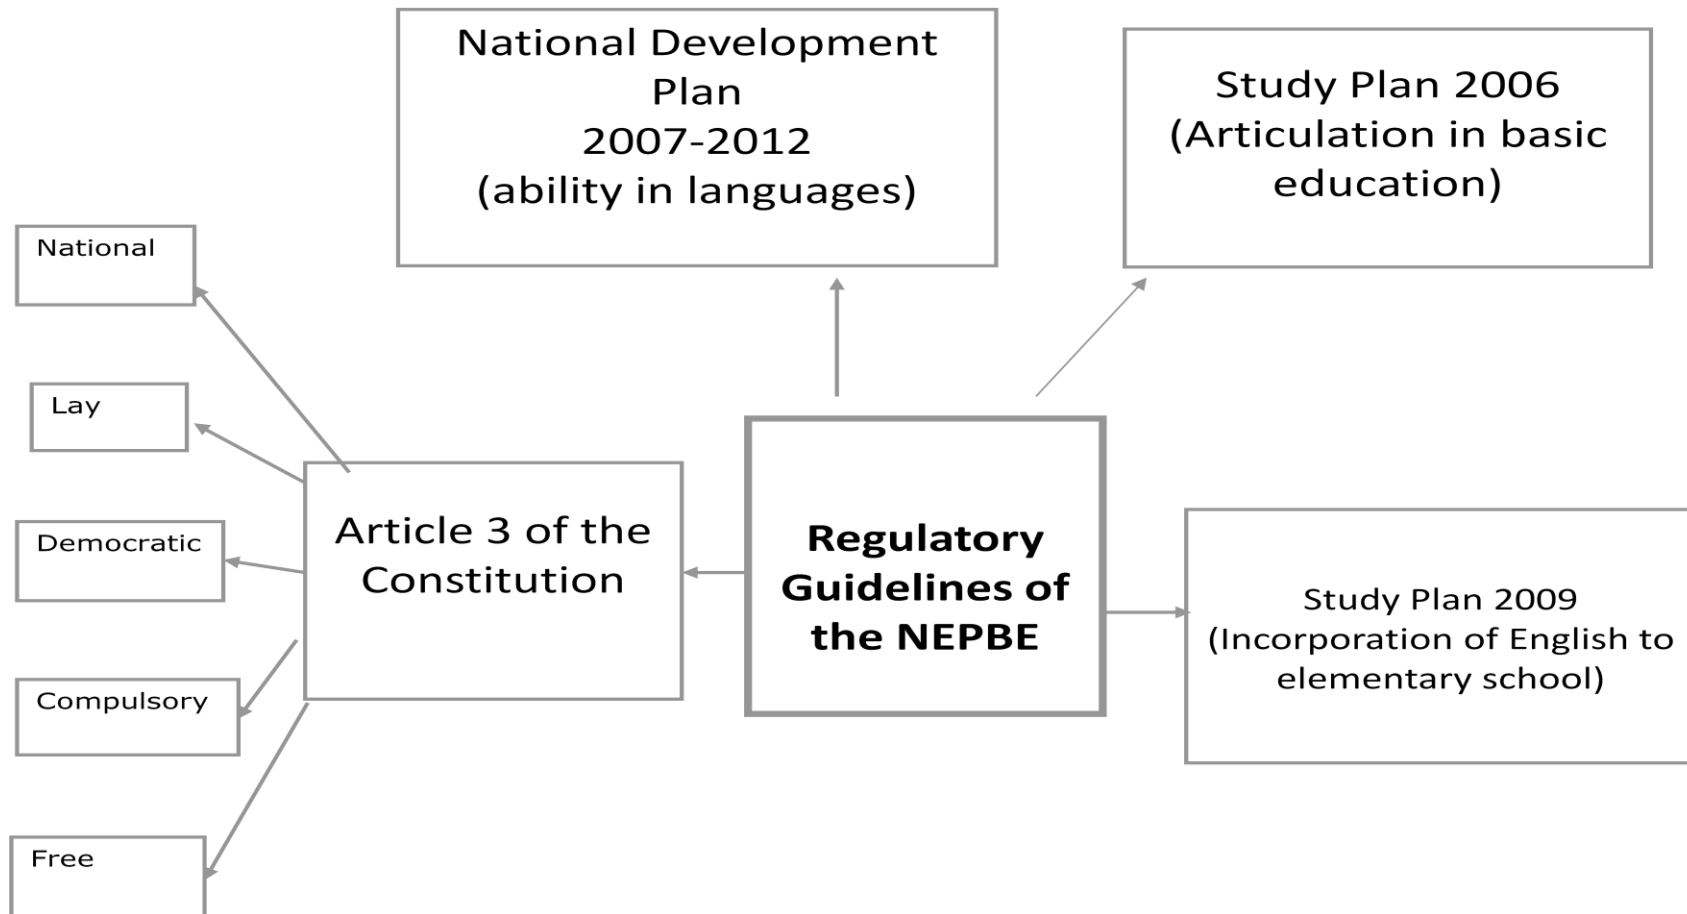 National Development
Plan
2007-2012
(ability in languages)
Study Plan 2006
(Articulation in basic
education)
National
Lay
Democratic
Compulsory
Free
Article 3 of the
Constitution
Regulatory
Guidelines of
the NEPBE
Study Plan 2009
(Incorporation of English to
elementary school)